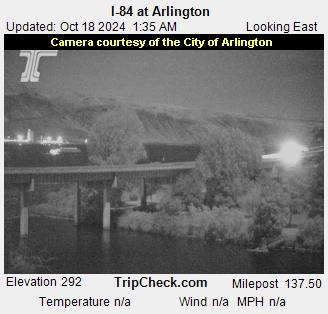 I-84 at Arlington
Updated: Oct 18 2024 1:35 AM Looking East
Camera courtesy of the City of Arlington
Elevation 292 TripCheck.com Milepost 137.50
Temperature n/a Wind n/a MPH n/a